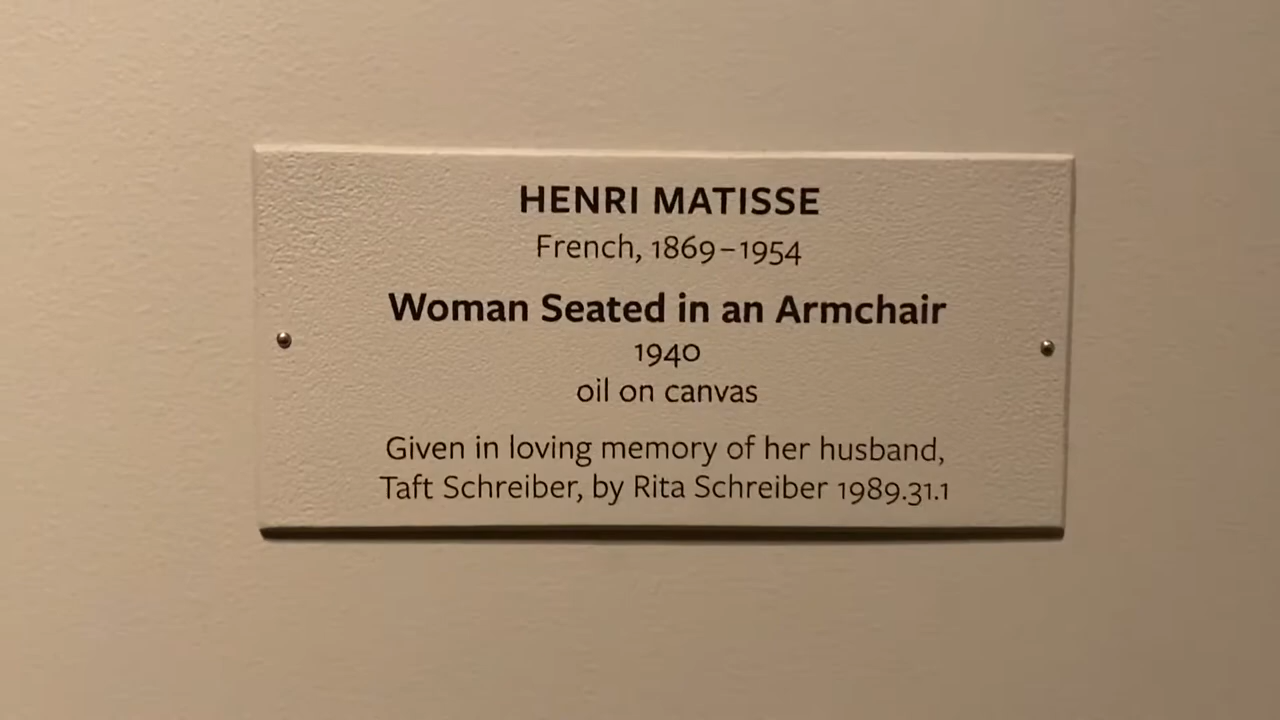 HENRI MATISSE
French, 1869–1954
Woman Seated in an Armchair
1940
oil on canvas
Given in loving memory of her husband,
Taft Schreiber, by Rita Schreiber 1989.31.1